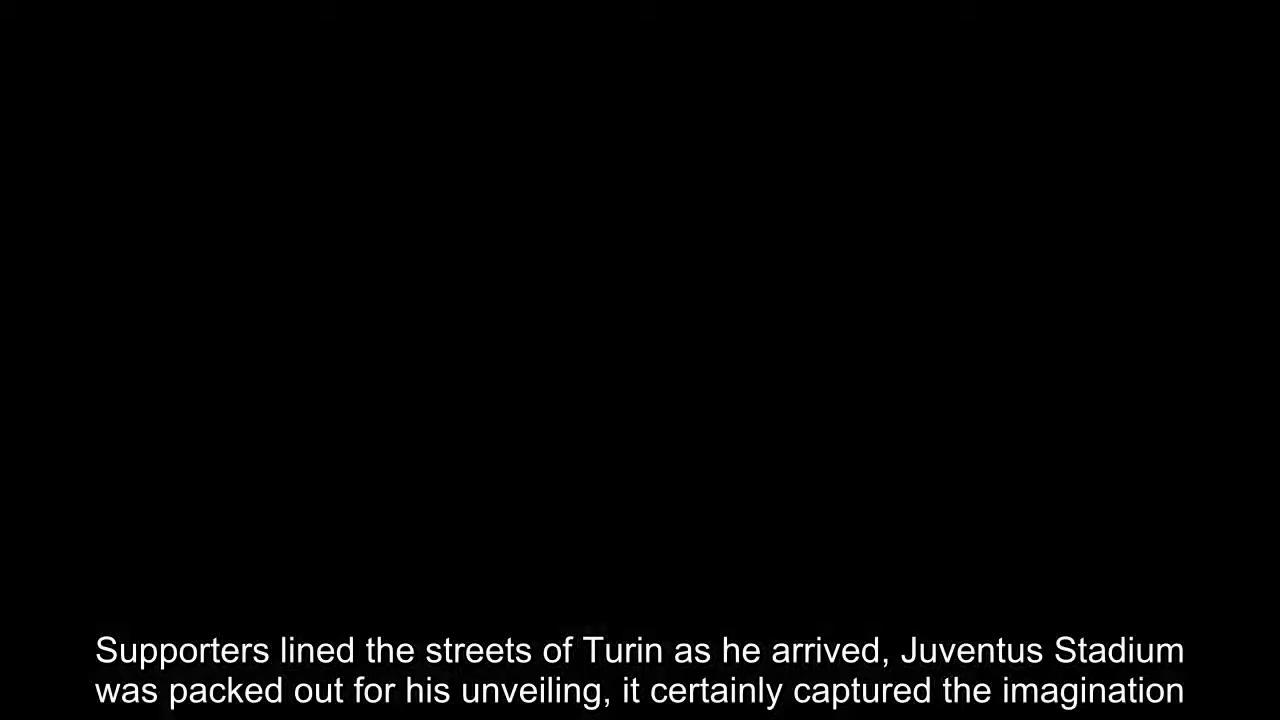 Supporters lined the streets of Turin as he arrived, Juventus Stadium
was packed out for his unveiling, it certainly captured the imagination